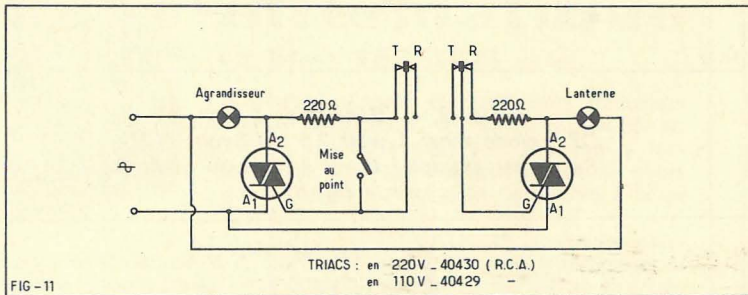 T R T R
Agrandisseur 220Ω 220Ω Lanterne
A2 A2
Mise
au
point
A1 G G A1
TRIACS : en 220V _ 40430 ( R.C.A.)
en 110V _ 40429 _
FIG-11